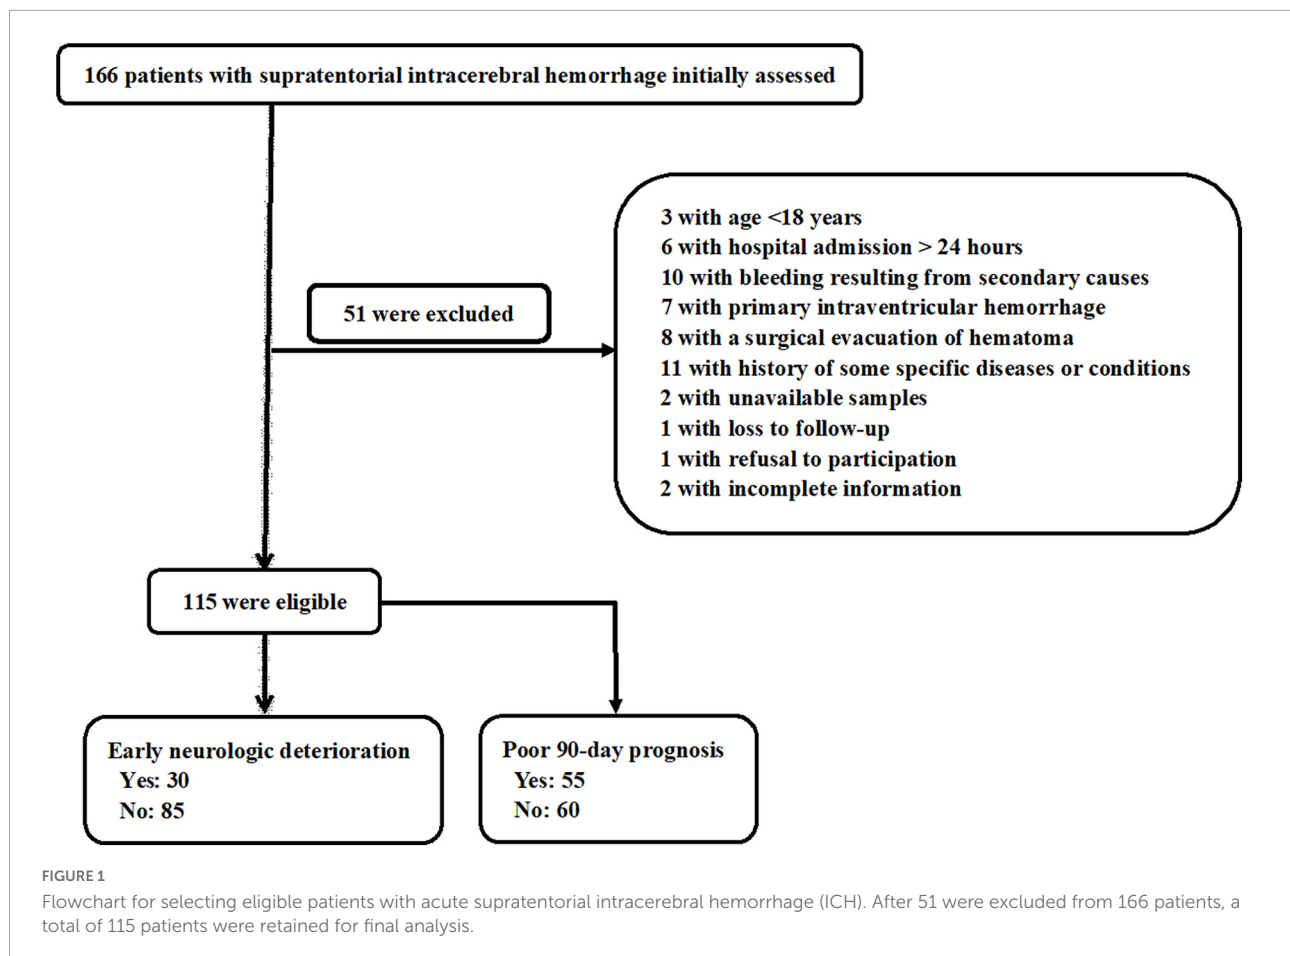 166 patients with supratentorial intracerebral hemorrhage initially assessed
3 with age <18 years
6 with hospital admission > 24 hours
10 with bleeding resulting from secondary causes
7 with primary intraventricular hemorrhage
8 with a surgical evacuation of hematoma
11 with history of some specific diseases or conditions
2 with unavailable samples
1 with loss to follow-up
1 with refusal to participation
2 with incomplete information
51 were excluded
115 were eligible
Early neurologic deterioration
Yes: 30
No: 85
Poor 90-day prognosis
Yes: 55
No: 60
FIGURE 1
Flowchart for selecting eligible patients with acute supratentorial intracerebral hemorrhage (ICH). After 51 were excluded from 166 patients, a
total of 115 patients were retained for final analysis.